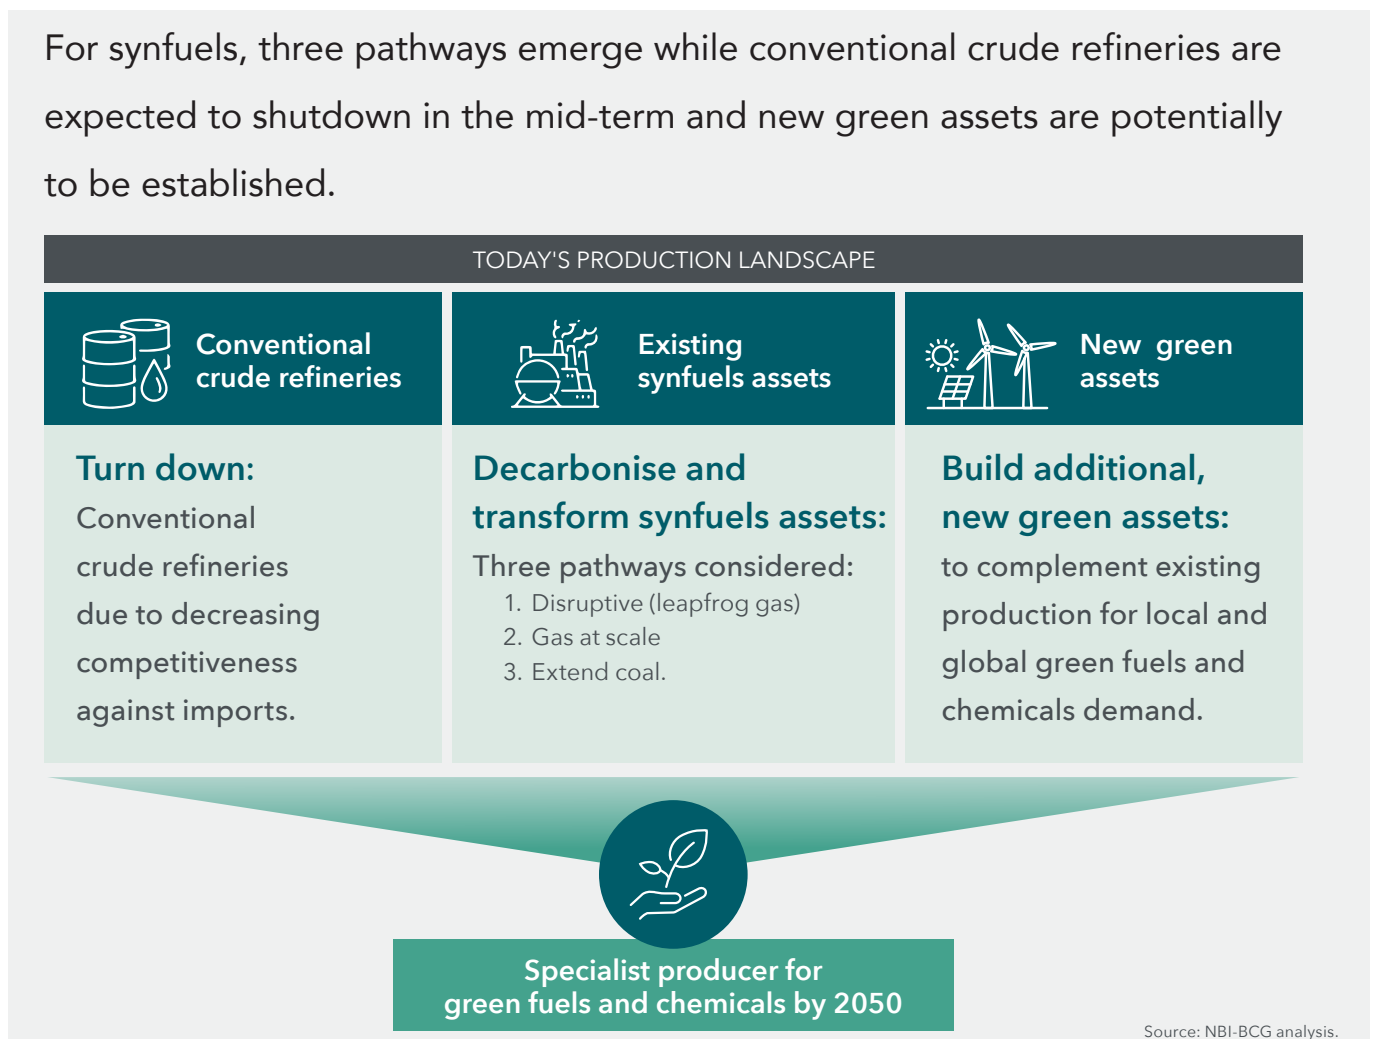 For synfuels, three pathways emerge while conventional crude refineries are
expected to shutdown in the mid-term and new green assets are potentially
to be established.
TODAY'S PRODUCTION LANDSCAPE
Conventional
crude refineries
Turn down:
Conventional
crude refineries
due to decreasing
competitiveness
against imports.
Existing
synfuels assets
Decarbonise and
transform synfuels assets:
Three pathways considered:
1. Disruptive (leapfrog gas)
2. Gas at scale
3. Extend coal.
New green
assets
Build additional,
new green assets:
to complement existing
production for local and
global green fuels and
chemicals demand.
Specialist producer for
green fuels and chemicals by 2050
Source: NBI-BCG analysis.